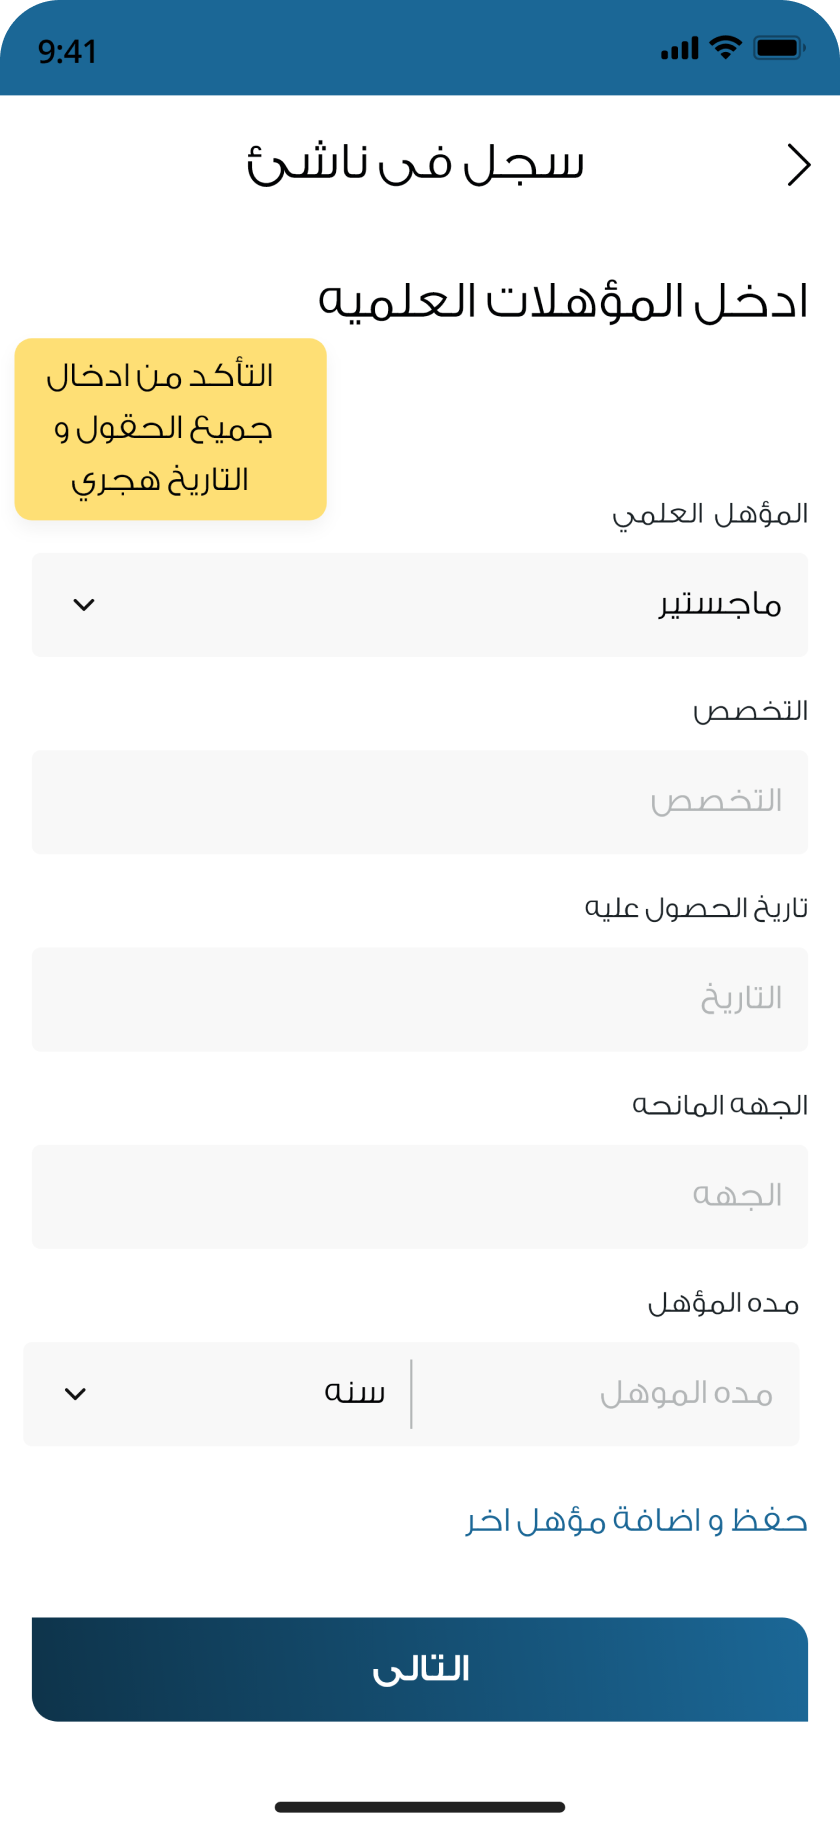 9:41
سجل فى ناشئ
ادخل المؤهلات العلميه
التأكد من ادخال
جميع الحقول و
التاريخ هجري
المؤهل العلمي
ماجستير
التخصص
التخصص
تاريخ الحصول عليه
التاريخ
الجهه المانحه
الجهه
مده المؤهل
مده الموهل
سنه
حفظ و اضافة مؤهل اخر
التالى